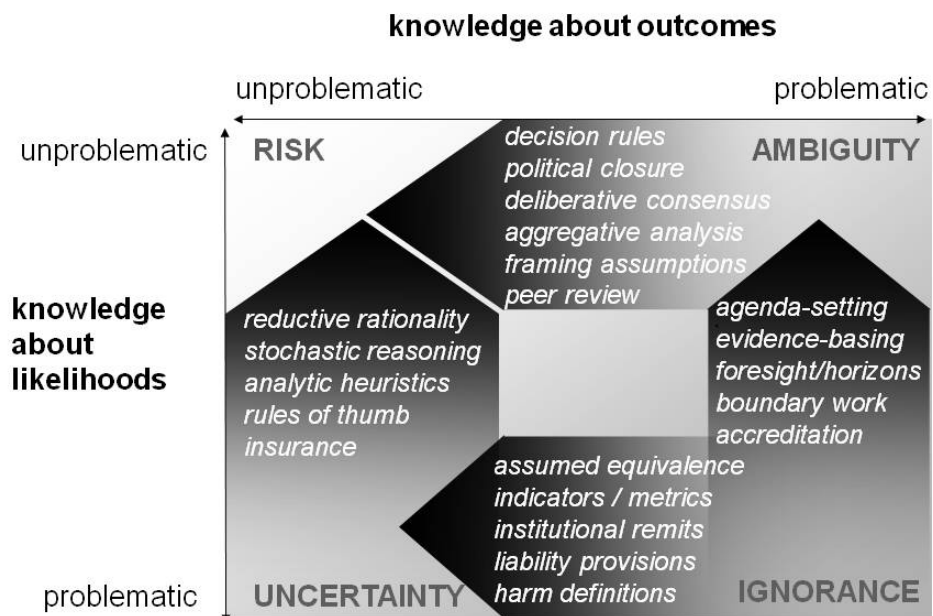 knowledge about outcomes
unproblematic
problematic
unproblematic
RISK
AMBIGUITY
decision rules
political closure
deliberative consensus
aggregative analysis
framing assumptions
peer review
knowledge
about
likelihoods
reductive rationality
stochastic reasoning
analytic heuristics
rules of thumb
insurance
agenda-setting
evidence-basing
foresight/horizons
boundary work
accreditation
assumed equivalence
indicators / metrics
institutional remits
liability provisions
harm definitions
problematic
UNCERTAINTY
IGNORANCE